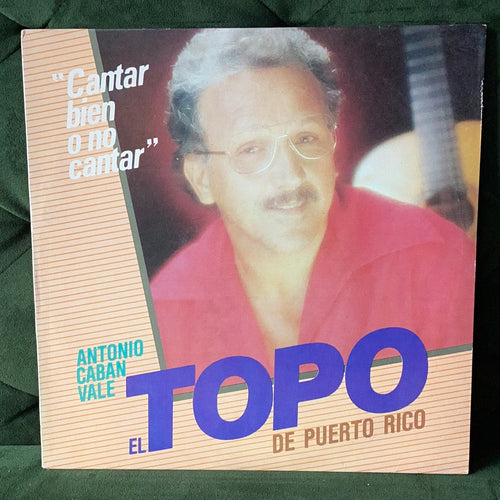 "Cantar
bien
o no
cantar"
ANTONIO
CABAN
VALE
EL TOPO
DE PUERTO RICO